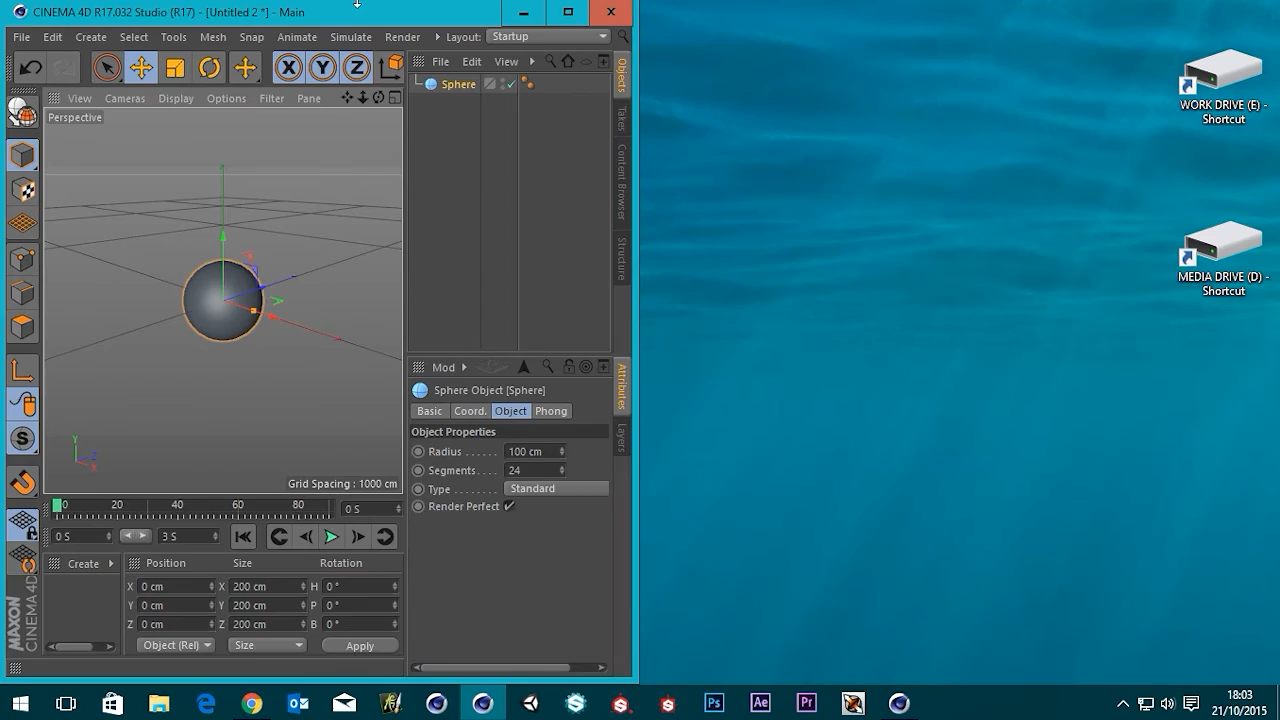 CINEMA 4D R17.032 Studio (R17) - [Untitled 2 *] - Main
File Edit Create Select Tools Mesh Snap Animate Simulate Render Layout: Startup
X Y Z
File Edit View
Sphere
View Cameras Display Options Filter Pane
Perspective
Y
Z
X
Grid Spacing : 1000 cm
Objects
Takes
Content Browser
Structure
Mod
Sphere Object [Sphere]
Basic Coord. Object Phong
Object Properties
Radius 100 cm
Segments 24
Type Standard
Render Perfect
Attributes
Layers
S
0 20 40 60 80 0 S
0 S 3 S
Create
Position Size Rotation
X 0 cm X 200 cm H 0 °
Y 0 cm Y 200 cm P 0 °
Z 0 cm Z 200 cm B 0 °
Object (Rel) Size Apply
MAXON
CINEMA 4D
WORK DRIVE (E) -
Shortcut
MEDIA DRIVE (D) -
Shortcut
Ps Ae Pr
18:03
21/10/2015